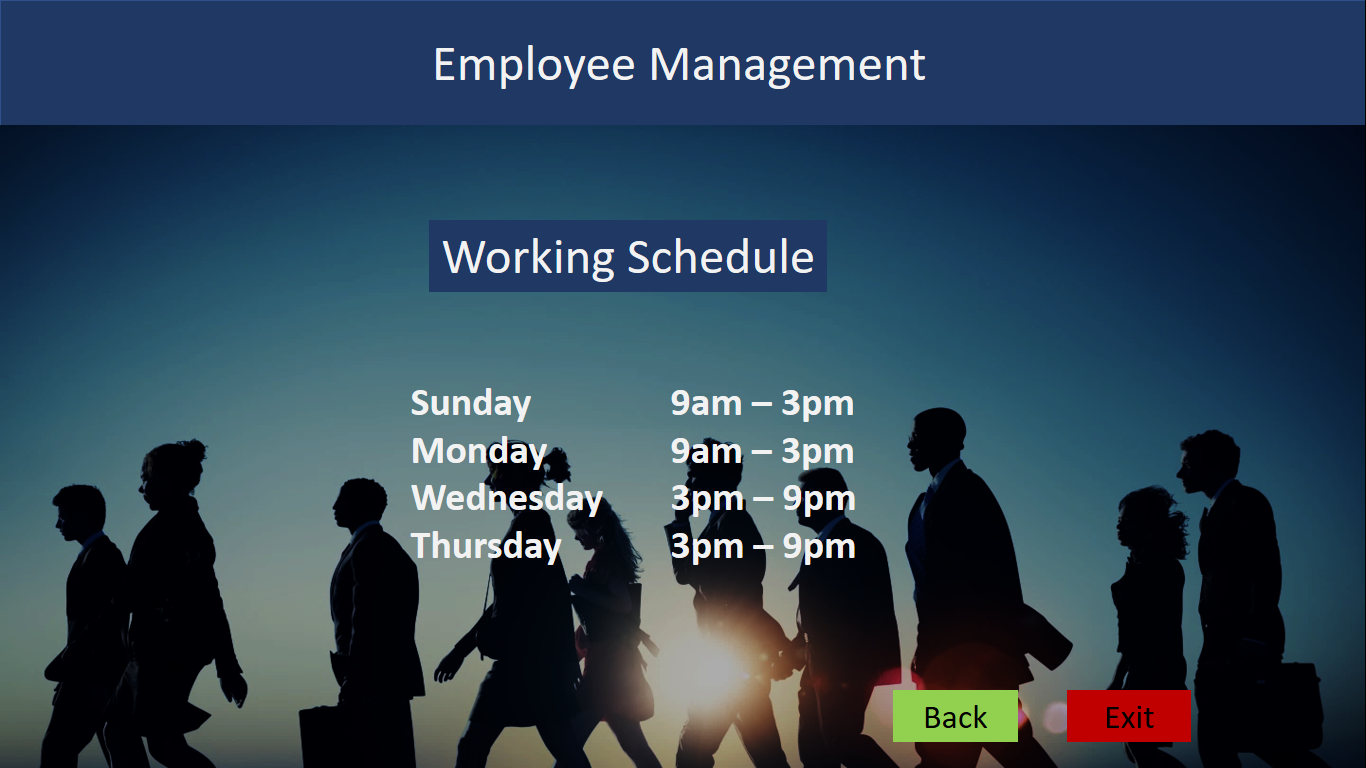 Employee Management
Working Schedule
Sunday 9am – 3pm
Monday 9am – 3pm
Wednesday 3pm – 9pm
Thursday 3pm – 9pm
Back Exit